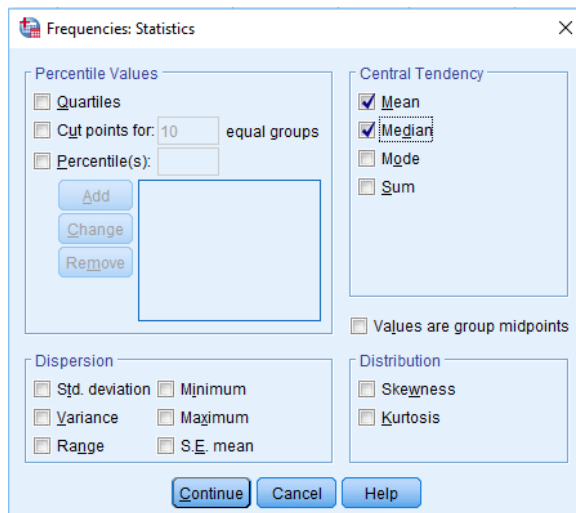 Frequencies: Statistics
Percentile Values
Quartiles
Cut points for: 10 equal groups
Percentile(s):
Add
Change
Remove
Central Tendency
Mean
Median
Mode
Sum
Values are group midpoints
Dispersion
Std. deviation Minimum
Variance Maximum
Range S.E. mean
Distribution
Skewness
Kurtosis
Continue Cancel Help